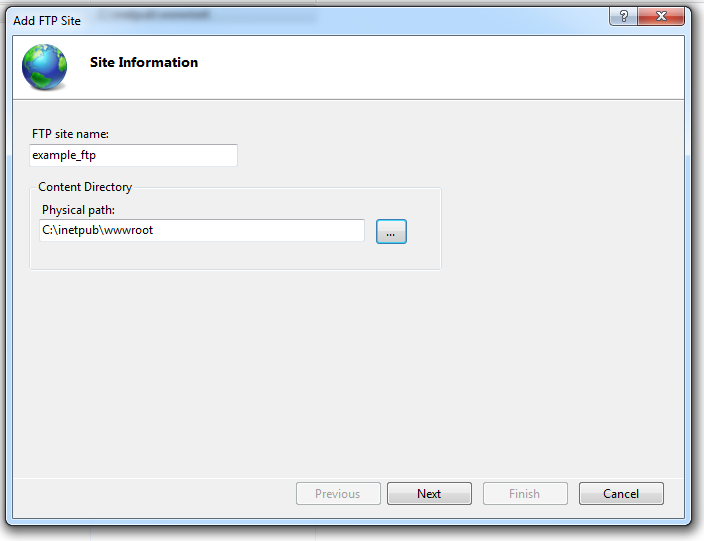 Add FTP Site
?
Site Information
FTP site name:
example_ftp
Content Directory
Physical path:
C:\inetpub\wwwroot
...
Previous Next Finish Cancel